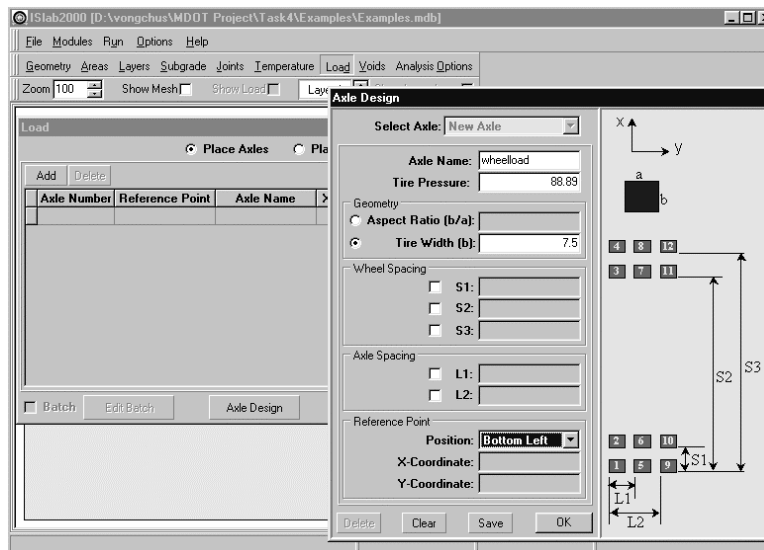 ISlab2000 [D:\vongchus\MDOT Project\Task4\Examples\Examples.mdb]
File Modules Run Options Help
Geometry Areas Layers Subgrade Joints Temperature Load Voids Analysis Options
Zoom 100 Show Mesh Show Load
Load
Place Axles
Add Delete
Axle Number Reference Point Axle Name X
Batch Edit Batch Axle Design
Axle Design
Select Axle: New Axle
Axle Name: wheelload
Tire Pressure: 88.89
Geometry
Aspect Ratio (b/a):
Tire Width (b): 7.5
Wheel Spacing
S1:
S2:
S3:
Axle Spacing
L1:
L2:
Reference Point
Position: Bottom Left
X-Coordinate:
Y-Coordinate:
Delete Clear Save OK
x
y
a
b
4 8 12
3 7 11
S3
S2
2 6 10
S1
1 5 9
L1
L2